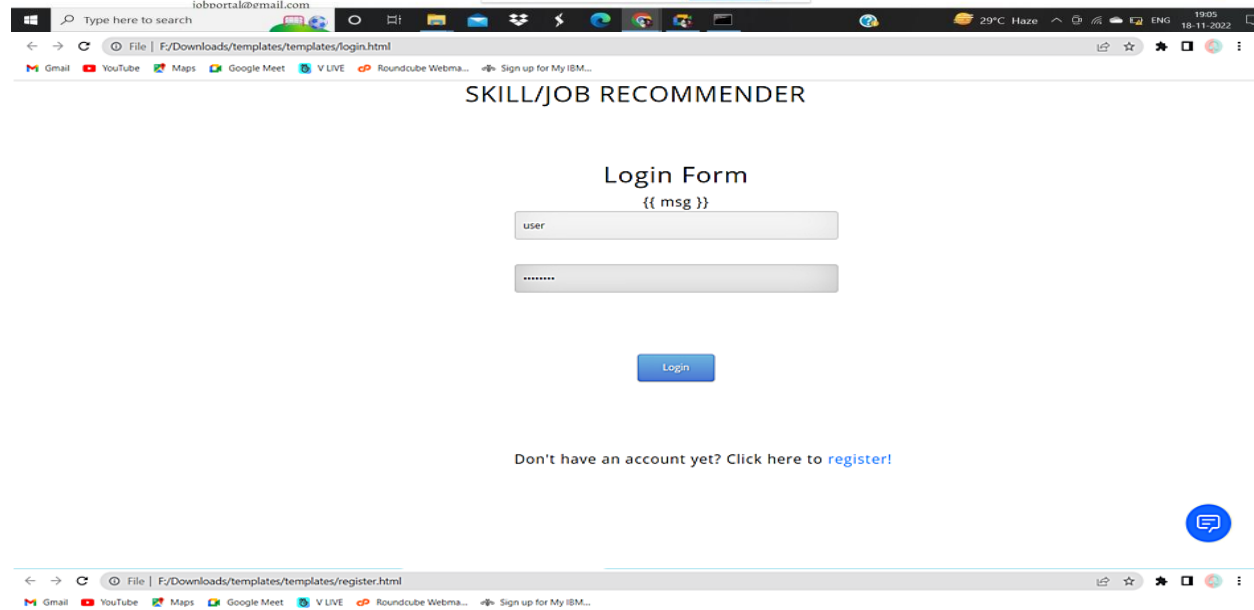 jobportal@gmail.com
Type here to search
29°C Haze
ENG
19:05
18-11-2022
File | F:/Downloads/templates/templates/login.html
Gmail YouTube Maps Google Meet V LIVE Roundcube Webma... Sign up for My IBM...
SKILL/JOB RECOMMENDER
Login Form
{{ msg }}
user
••••••••
Login
Don't have an account yet? Click here to register!
File | F:/Downloads/templates/templates/register.html
Gmail YouTube Maps Google Meet V LIVE Roundcube Webma... Sign up for My IBM...